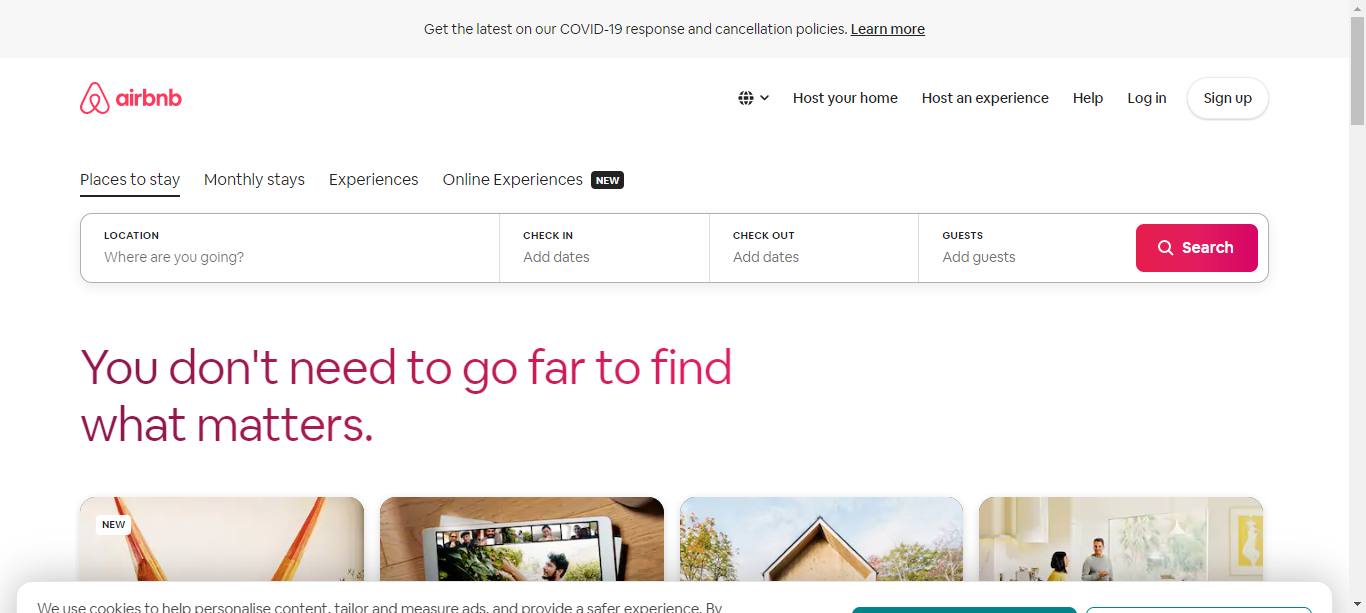 Get the latest on our COVID-19 response and cancellation policies. Learn more
airbnb
Host your home
Host an experience
Help
Log in
Sign up
Places to stay
Monthly stays
Experiences
Online Experiences
NEW
LOCATION
Where are you going?
CHECK IN
Add dates
CHECK OUT
Add dates
GUESTS
Add guests
Search
You don't need to go far to find
what matters.
NEW
We use cookies to help personalise content, tailor and measure ads, and provide a safer experience. By